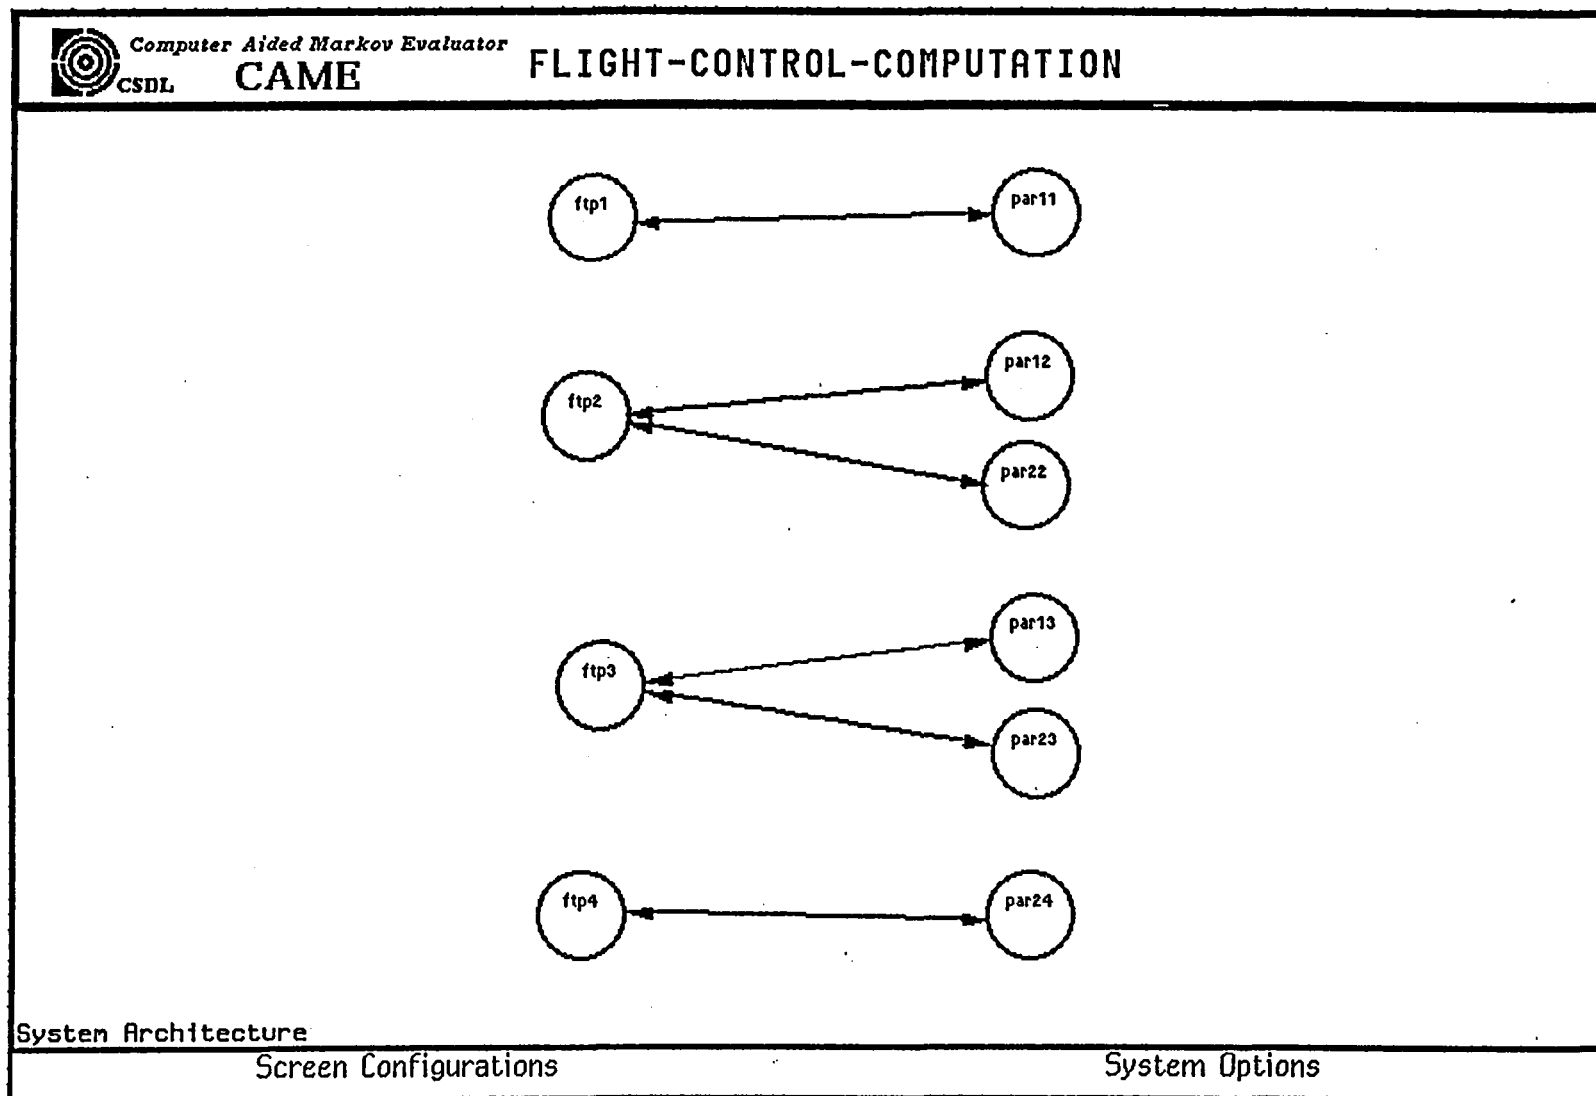 Computer Aided Markov Evaluator
CSDL CAME
FLIGHT-CONTROL-COMPUTATION
ftp1
par11
par12
ftp2
par22
par13
ftp3
par23
ftp4
par24
System Architecture
Screen Configurations
System Options